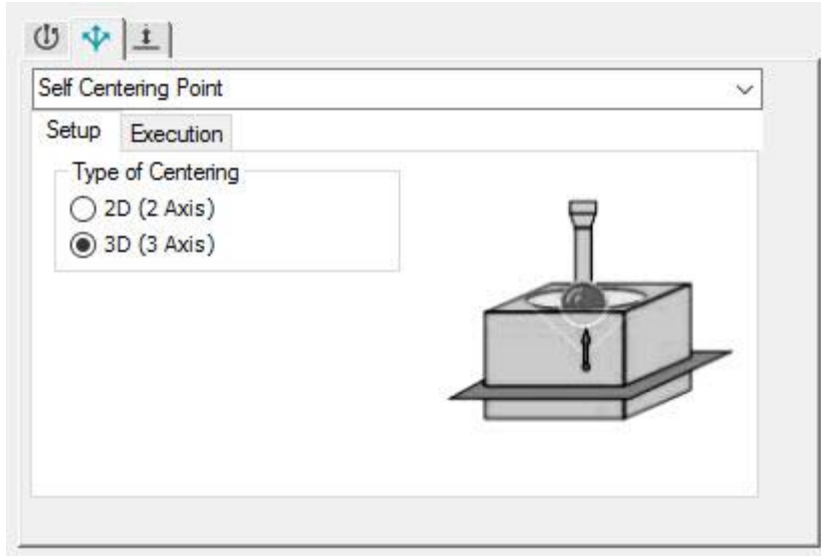 Self Centering Point
Setup
Execution
Type of Centering
2D (2 Axis)
3D (3 Axis)